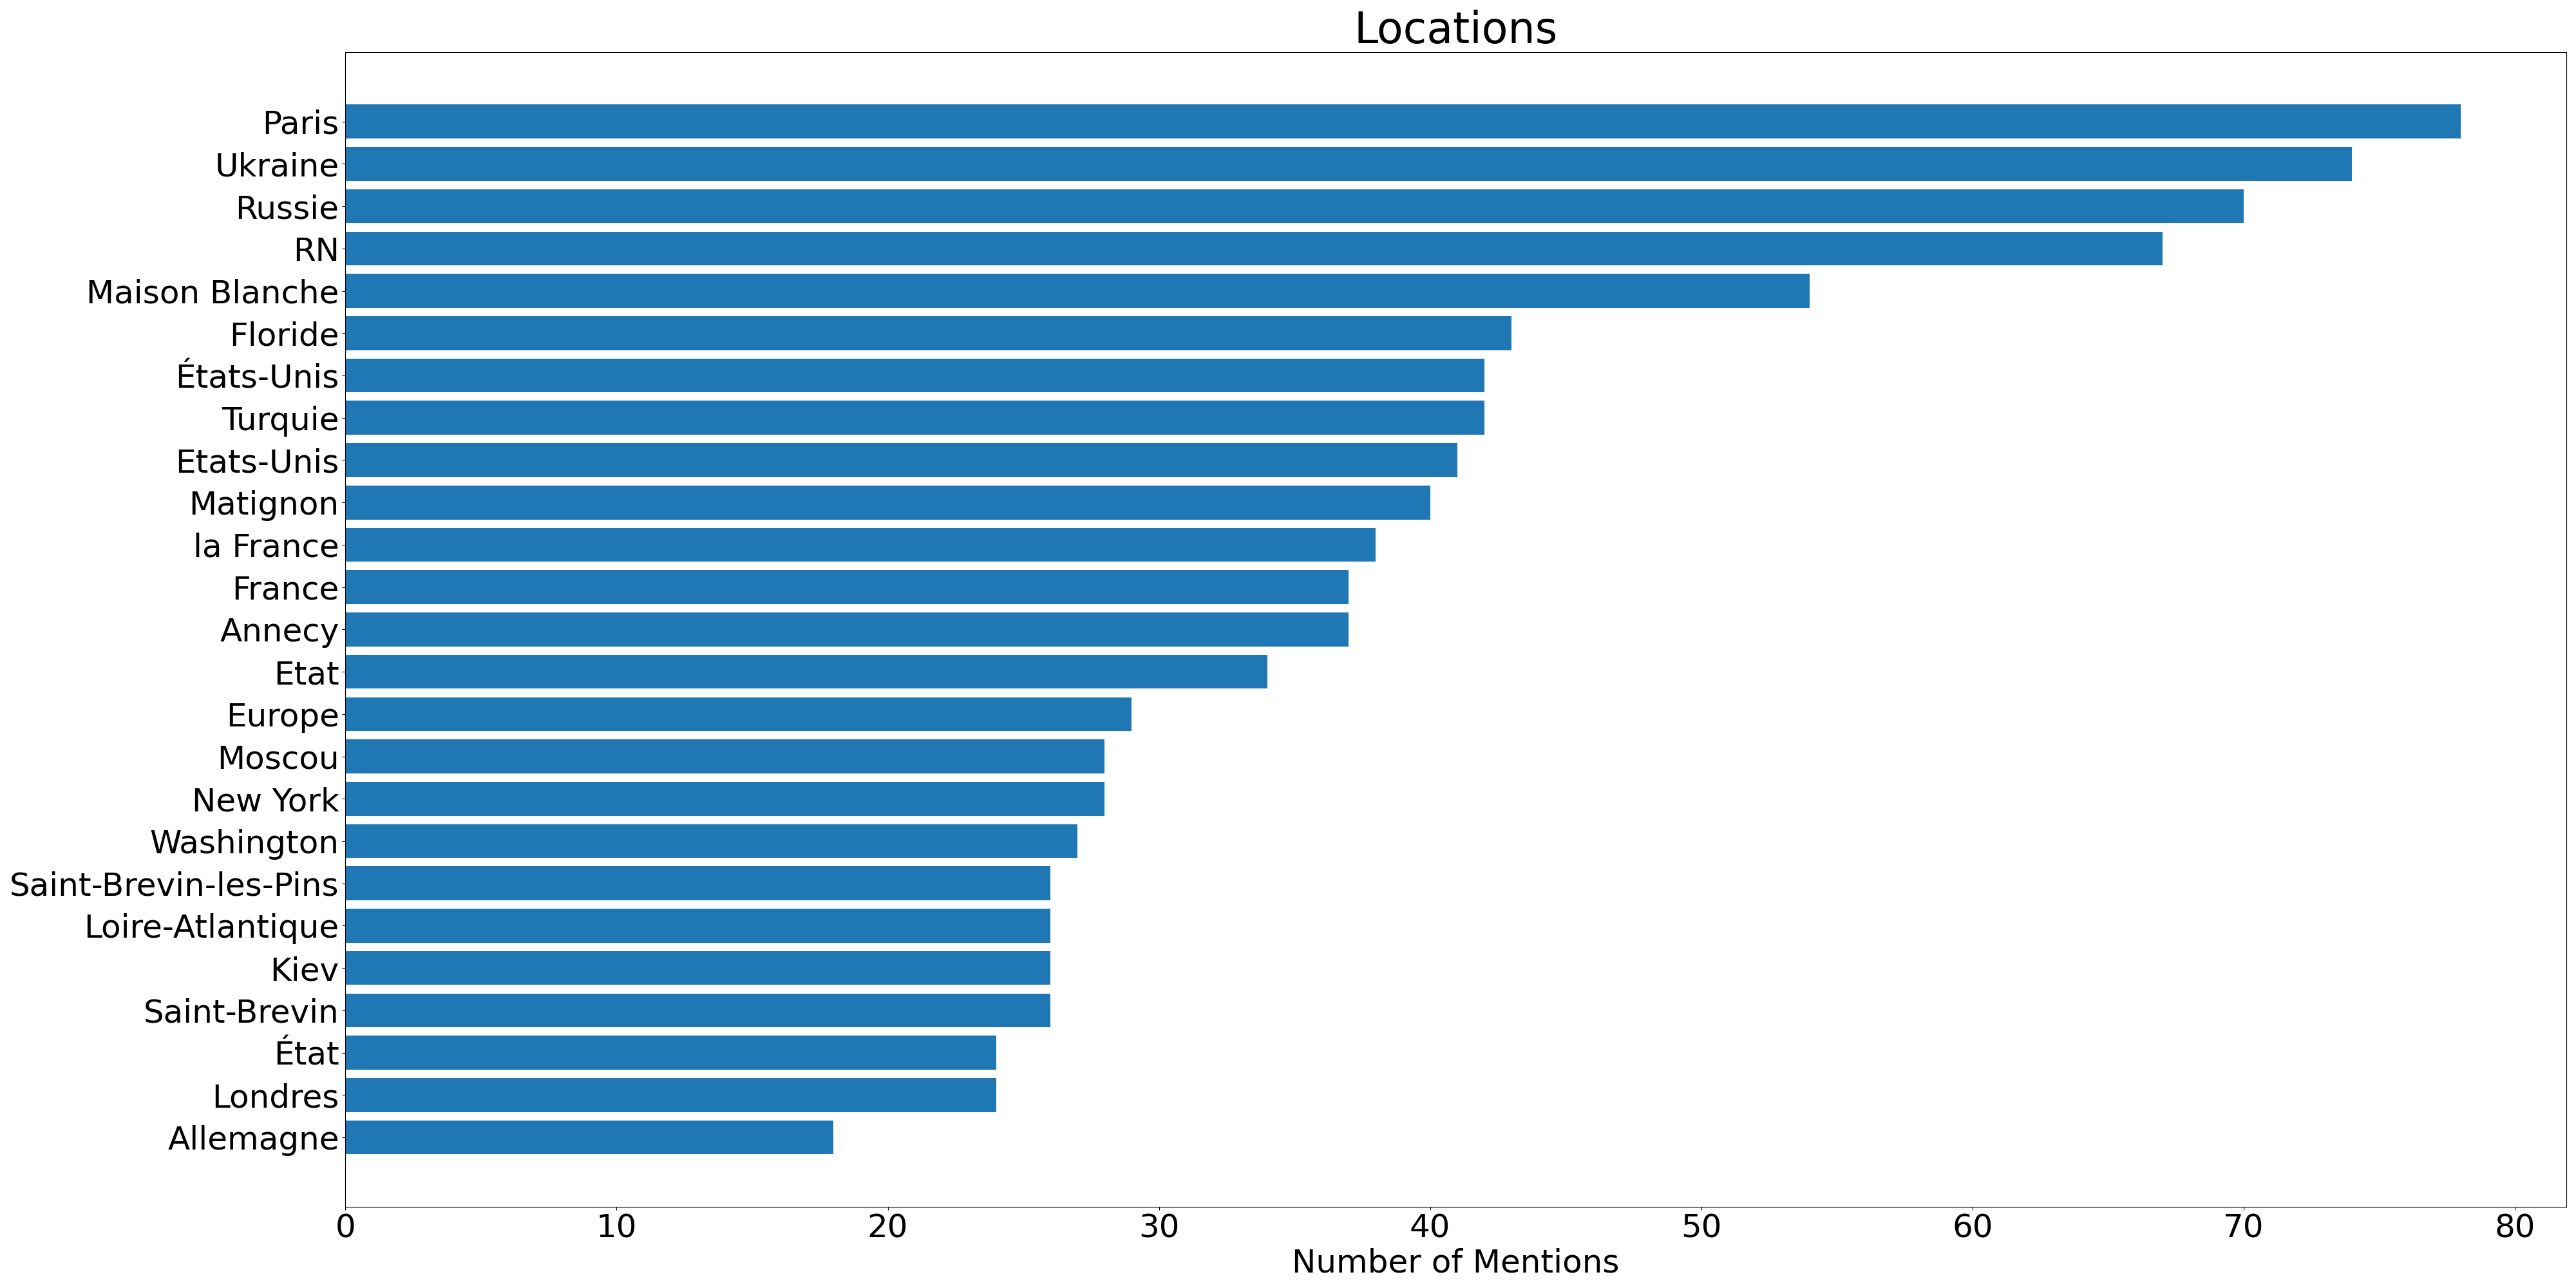 Locations
Paris
Ukraine
Russie
RN
Maison Blanche
Floride
États-Unis
Turquie
Etats-Unis
Matignon
la France
France
Annecy
Etat
Europe
Moscou
New York
Washington
Saint-Brevin-les-Pins
Loire-Atlantique
Kiev
Saint-Brevin
État
Londres
Allemagne
0 10 20 30 40 50 60 70 80
Number of Mentions